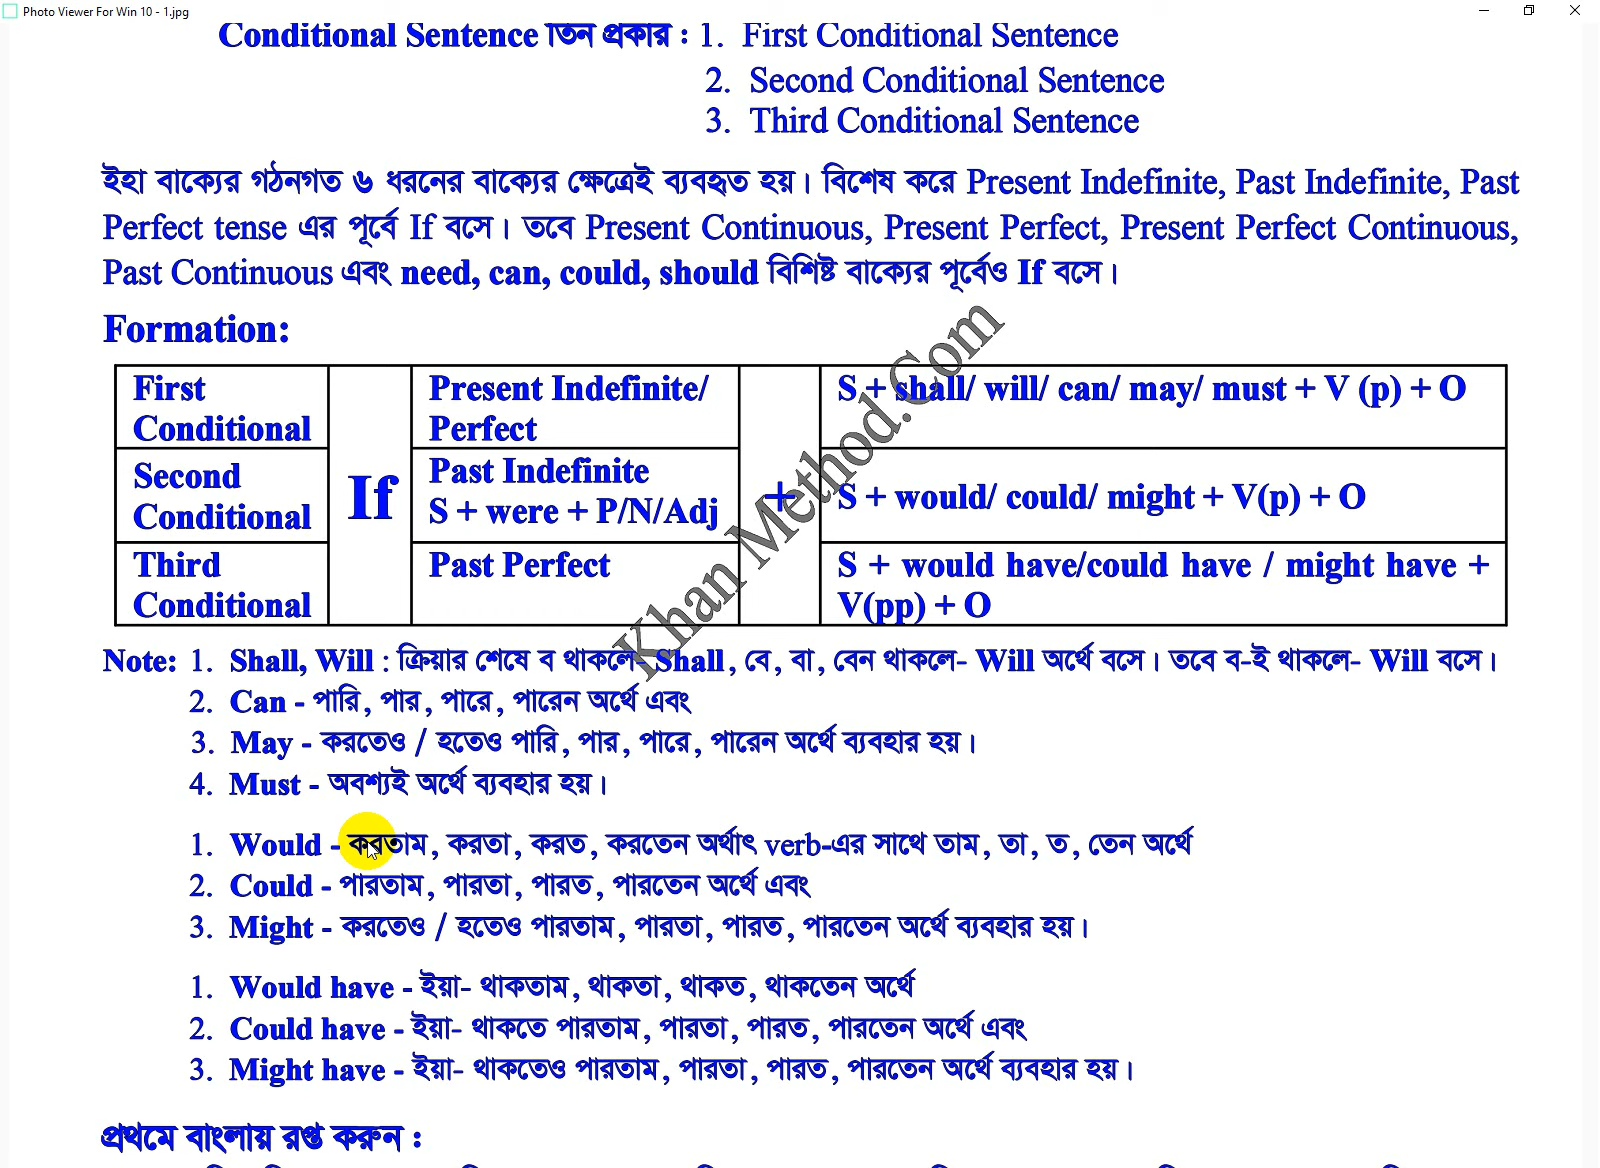 Photo Viewer For Win 10 - 1.jpg
Conditional Sentence তিন প্রকার : 1. First Conditional Sentence
2. Second Conditional Sentence
3. Third Conditional Sentence
ইহা বাক্যের গঠনগত ৬ ধরনের বাক্যের ক্ষেত্রেই ব্যবহৃত হয়। বিশেষ করে Present Indefinite, Past Indefinite, Past
Perfect tense এর পূর্বে If বসে। তবে Present Continuous, Present Perfect, Present Perfect Continuous,
Past Continuous এবং need, can, could, should বিশিষ্ট বাক্যের পূর্বেও If বসে।
Formation:
First Conditional
If
Present Indefinite/ Perfect
+
S + shall/ will/ can/ may/ must + V (p) + O
Second Conditional
Past Indefinite
S + were + P/N/Adj
S + would/ could/ might + V(p) + O
Third Conditional
Past Perfect
S + would have/could have / might have +
V(pp) + O
Khan Method.Com
Note: 1. Shall, Will : ক্রিয়ার শেষে ব থাকলে- Shall, বে, বা, বেন থাকলে- Will অর্থে বসে। তবে ব-ই থাকলে- Will বসে।
2. Can - পারি, পার, পারে, পারেন অর্থে এবং
3. May - করতেও / হতেও পারি, পার, পারে, পারেন অর্থে ব্যবহার হয়।
4. Must - অবশ্যই অর্থে ব্যবহার হয়।
1. Would - করতাম, করতা, করত, করতেন অর্থাৎ verb-এর সাথে তাম, তা, ত, তেন অর্থে
2. Could - পারতাম, পারতা, পারত, পারতেন অর্থে এবং
3. Might - করতেও / হতেও পারতাম, পারতা, পারত, পারতেন অর্থে ব্যবহার হয়।
1. Would have - ইয়া- থাকতাম, থাকতা, থাকত, থাকতেন অর্থে
2. Could have - ইয়া- থাকতে পারতাম, পারতা, পারত, পারতেন অর্থে এবং
3. Might have - ইয়া- থাকতেও পারতাম, পারতা, পারত, পারতেন অর্থে ব্যবহার হয়।
প্রথমে বাংলায় রপ্ত করুন :